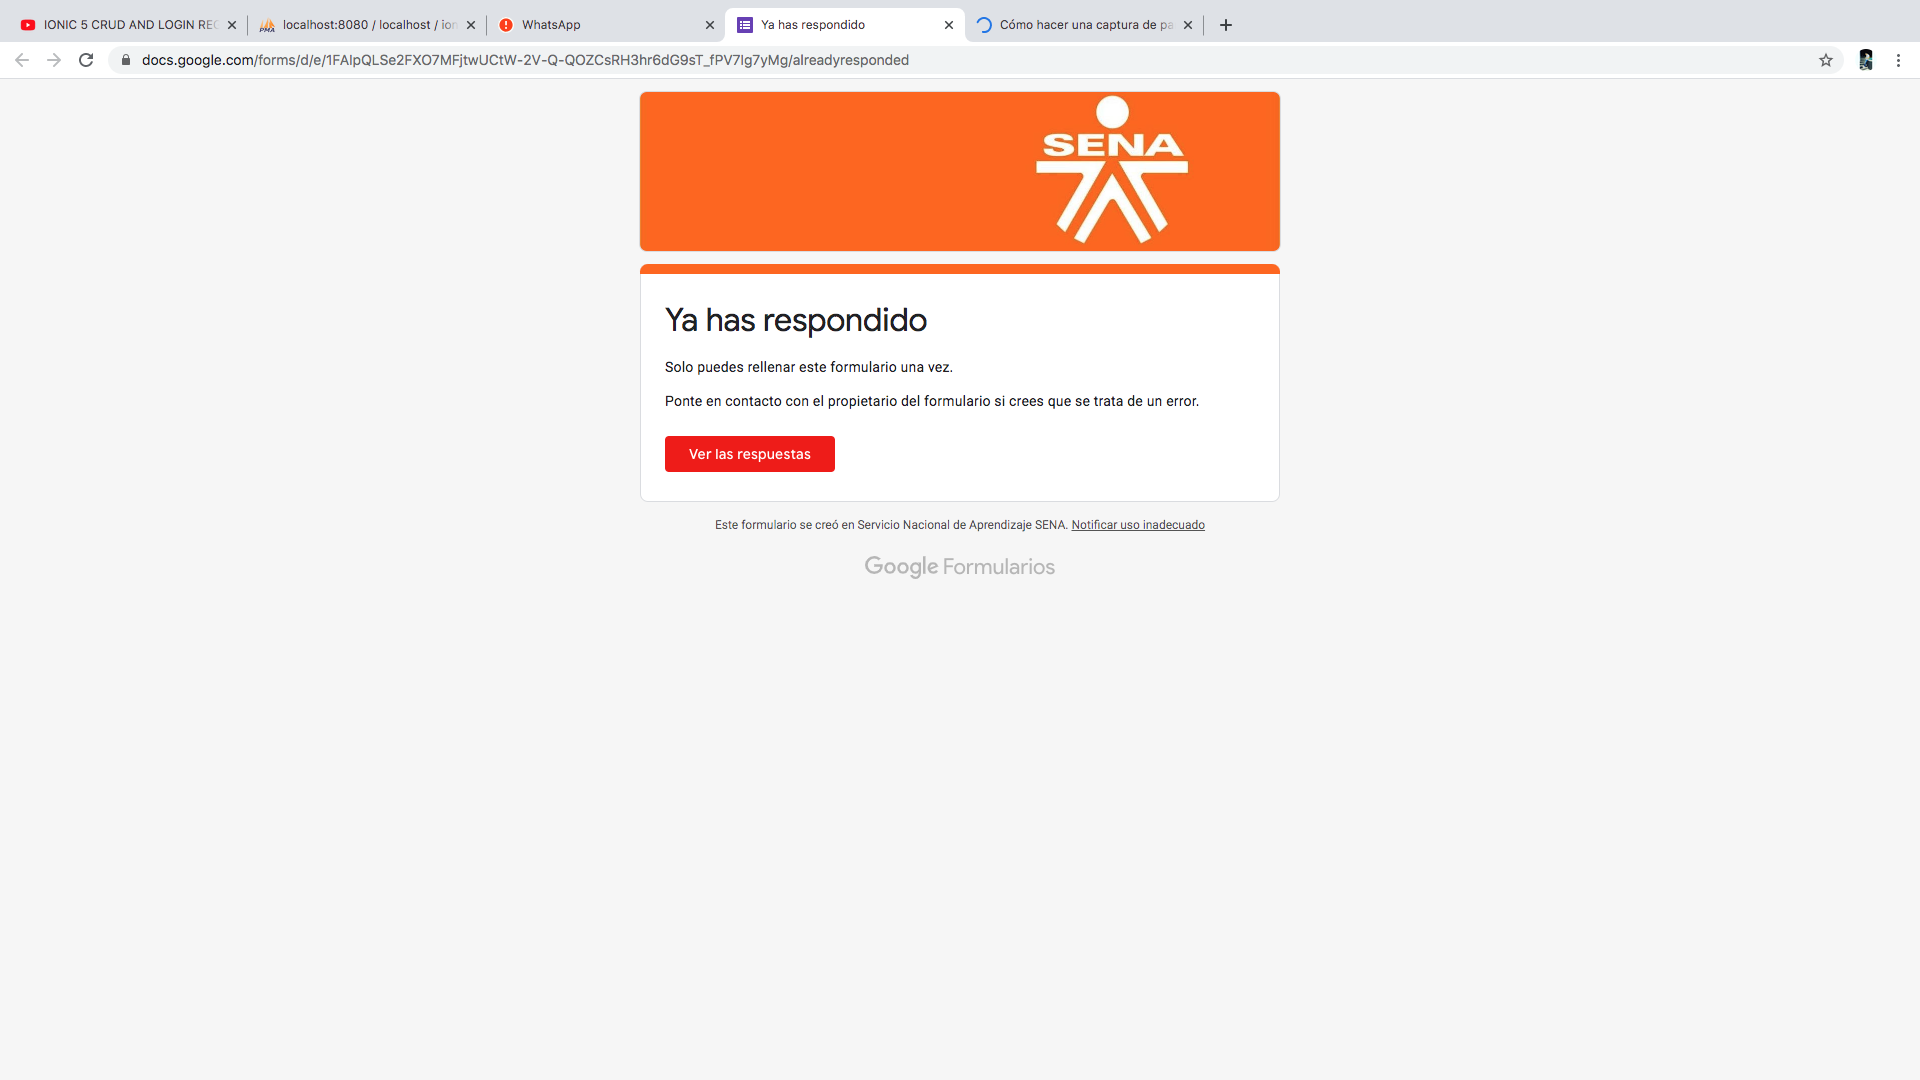 IONIC 5 CRUD AND LOGIN REC
localhost:8080 / localhost / ion
WhatsApp
Ya has respondido
Cómo hacer una captura de pa
docs.google.com/forms/d/e/1FAIpQLSe2FXO7MFjtwUCtW-2V-Q-QOZCsRH3hr6dG9sT_fPV7lg7yMg/alreadyresponded
SENA
Ya has respondido
Solo puedes rellenar este formulario una vez.
Ponte en contacto con el propietario del formulario si crees que se trata de un error.
Ver las respuestas
Este formulario se creó en Servicio Nacional de Aprendizaje SENA. Notificar uso inadecuado
Google Formularios